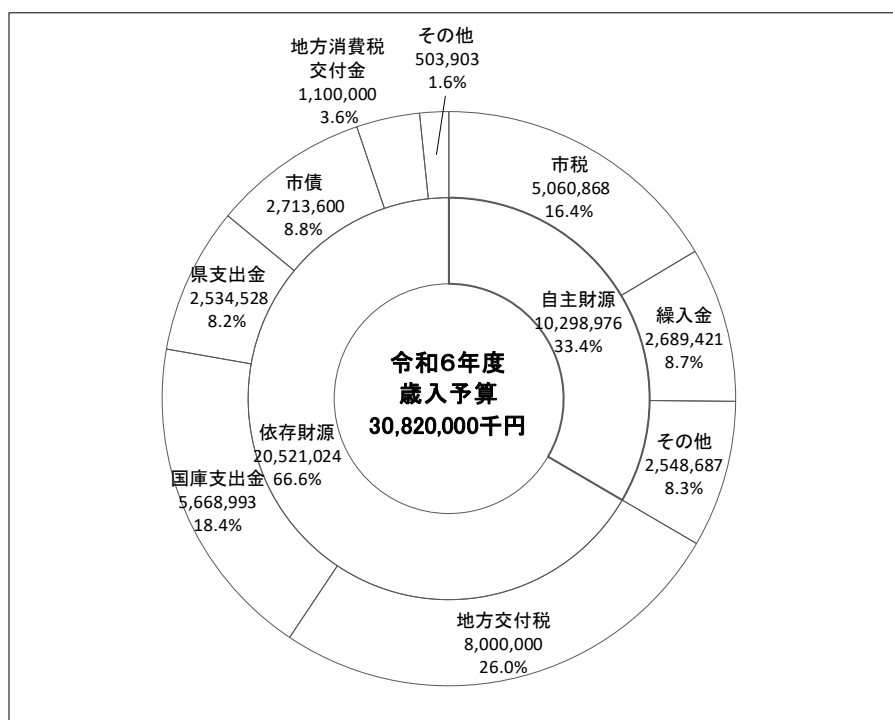 地方消費税
交付金
1,100,000
3.6%
その他
503,903
1.6%
市税
5,060,868
16.4%
市債
2,713,600
8.8%
県支出金
2,534,528
8.2%
自主財源
10,298,976
33.4%
繰入金
2,689,421
8.7%
令和6年度
歳入予算
30,820,000千円
依存財源
20,521,024
66.6%
その他
2,548,687
8.3%
国庫支出金
5,668,993
18.4%
地方交付税
8,000,000
26.0%